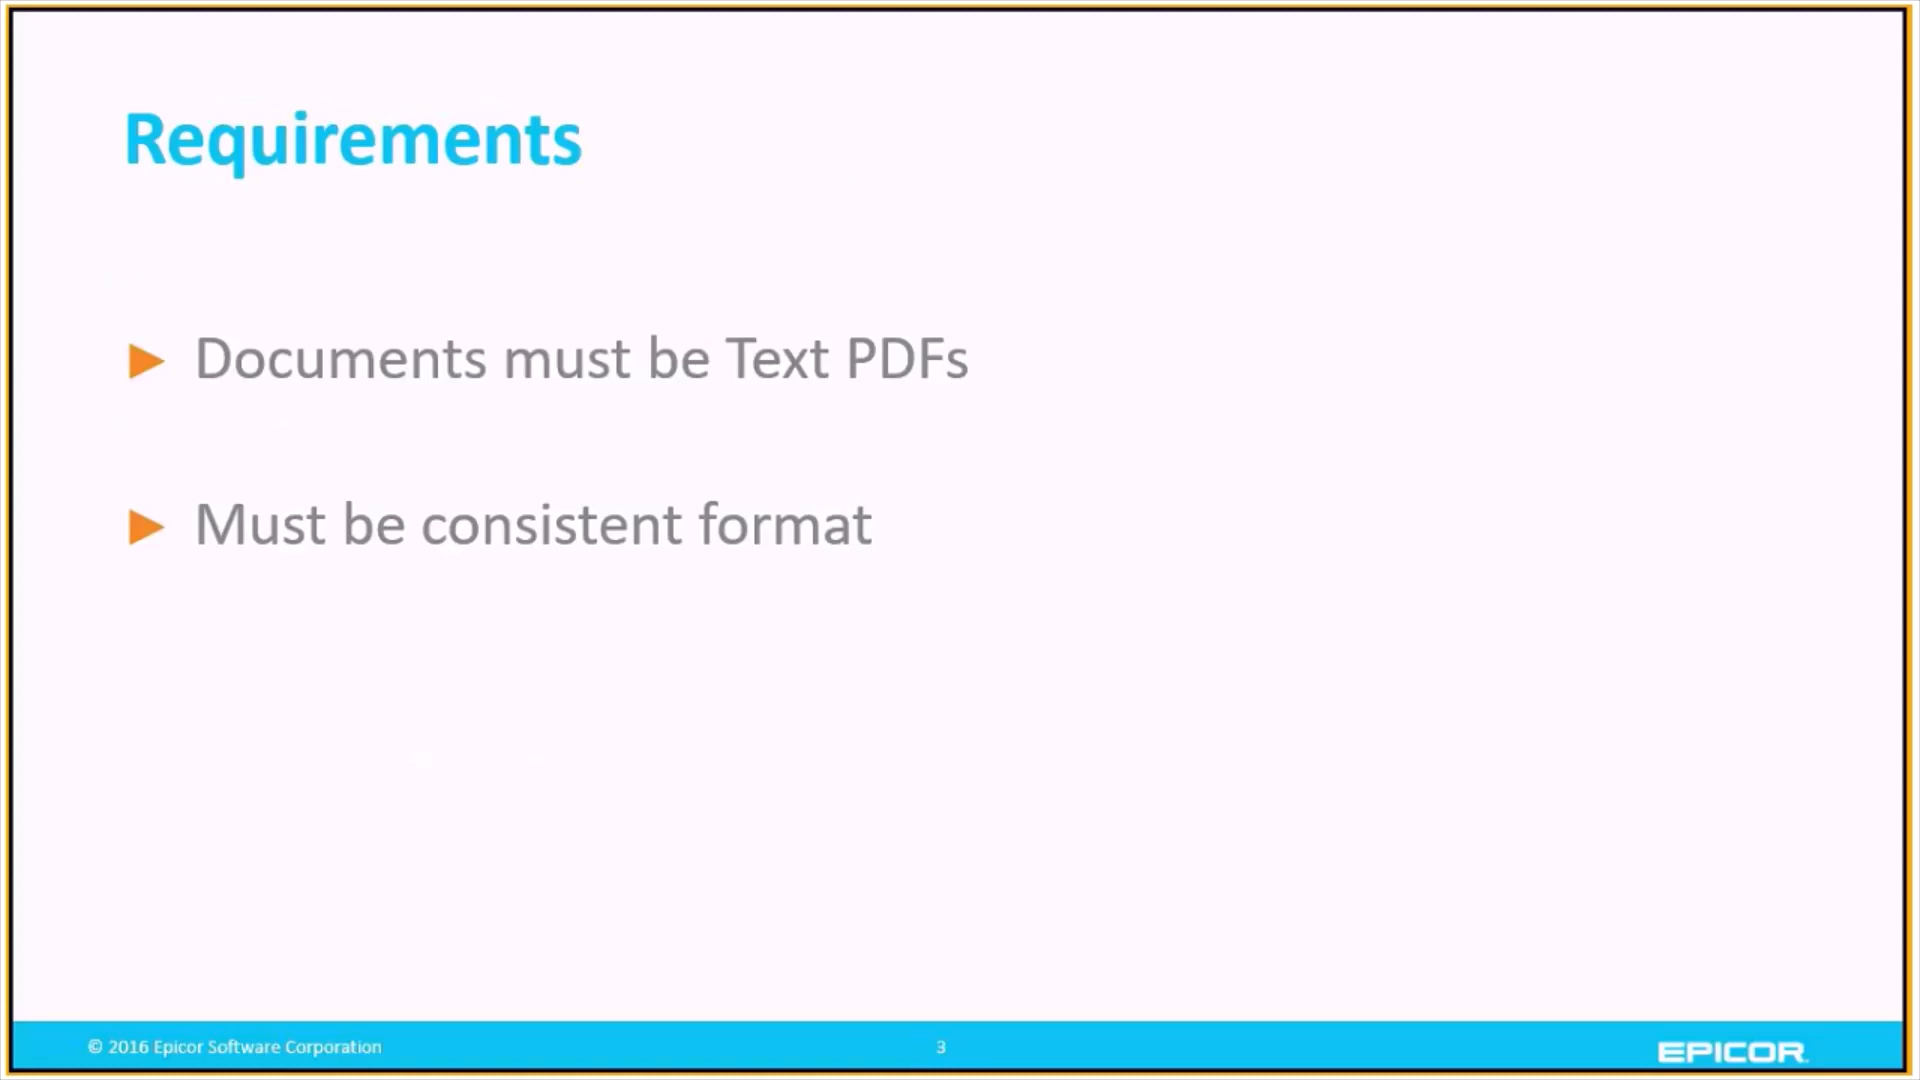 Requirements
Documents must be Text PDFs
Must be consistent format
© 2016 Epicor Software Corporation
3
EPICOR